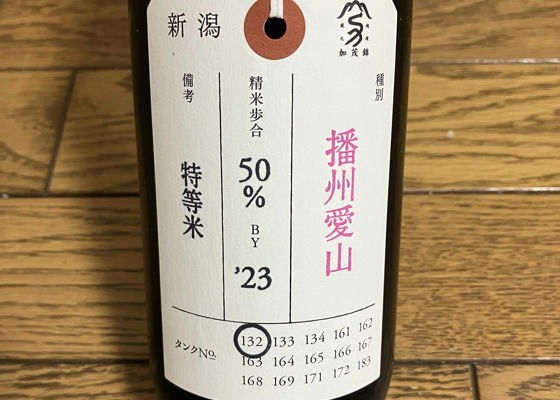 新潟
加茂錦
種別
播州愛山
精米歩合
50
%
BY
'23
備考
特等米
タンクNo.
132 133 134 161 162
163 164 165 166 167
168 169 171 172 183